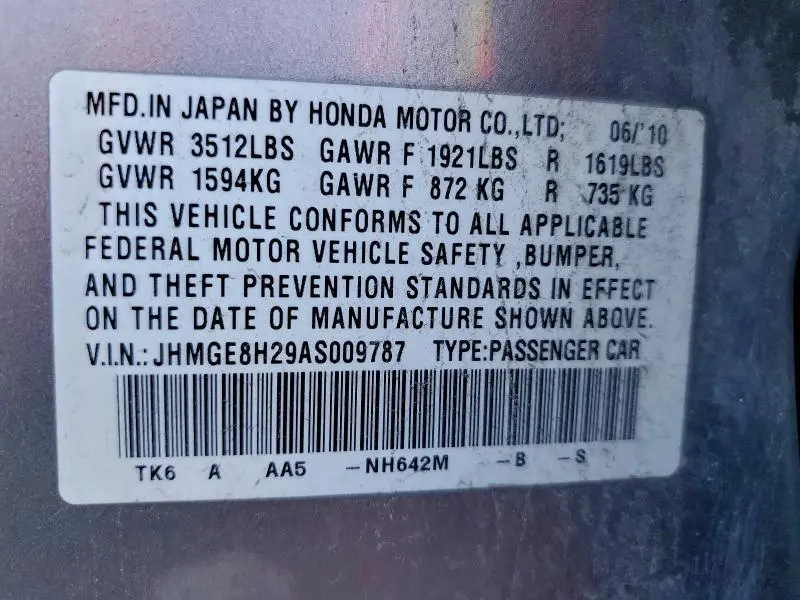 MFD.IN JAPAN BY HONDA MOTOR CO.,LTD; 06/'10
GVWR 3512LBS GAWR F 1921LBS R 1619LBS
GVWR 1594KG GAWR F 872 KG R 735 KG
THIS VEHICLE CONFORMS TO ALL APPLICABLE
FEDERAL MOTOR VEHICLE SAFETY ,BUMPER,
AND THEFT PREVENTION STANDARDS IN EFFECT
ON THE DATE OF MANUFACTURE SHOWN ABOVE.
V.I.N.: JHMGE8H29AS009787 TYPE:PASSENGER CAR
TK6 A AA5 -NH642M -B -S